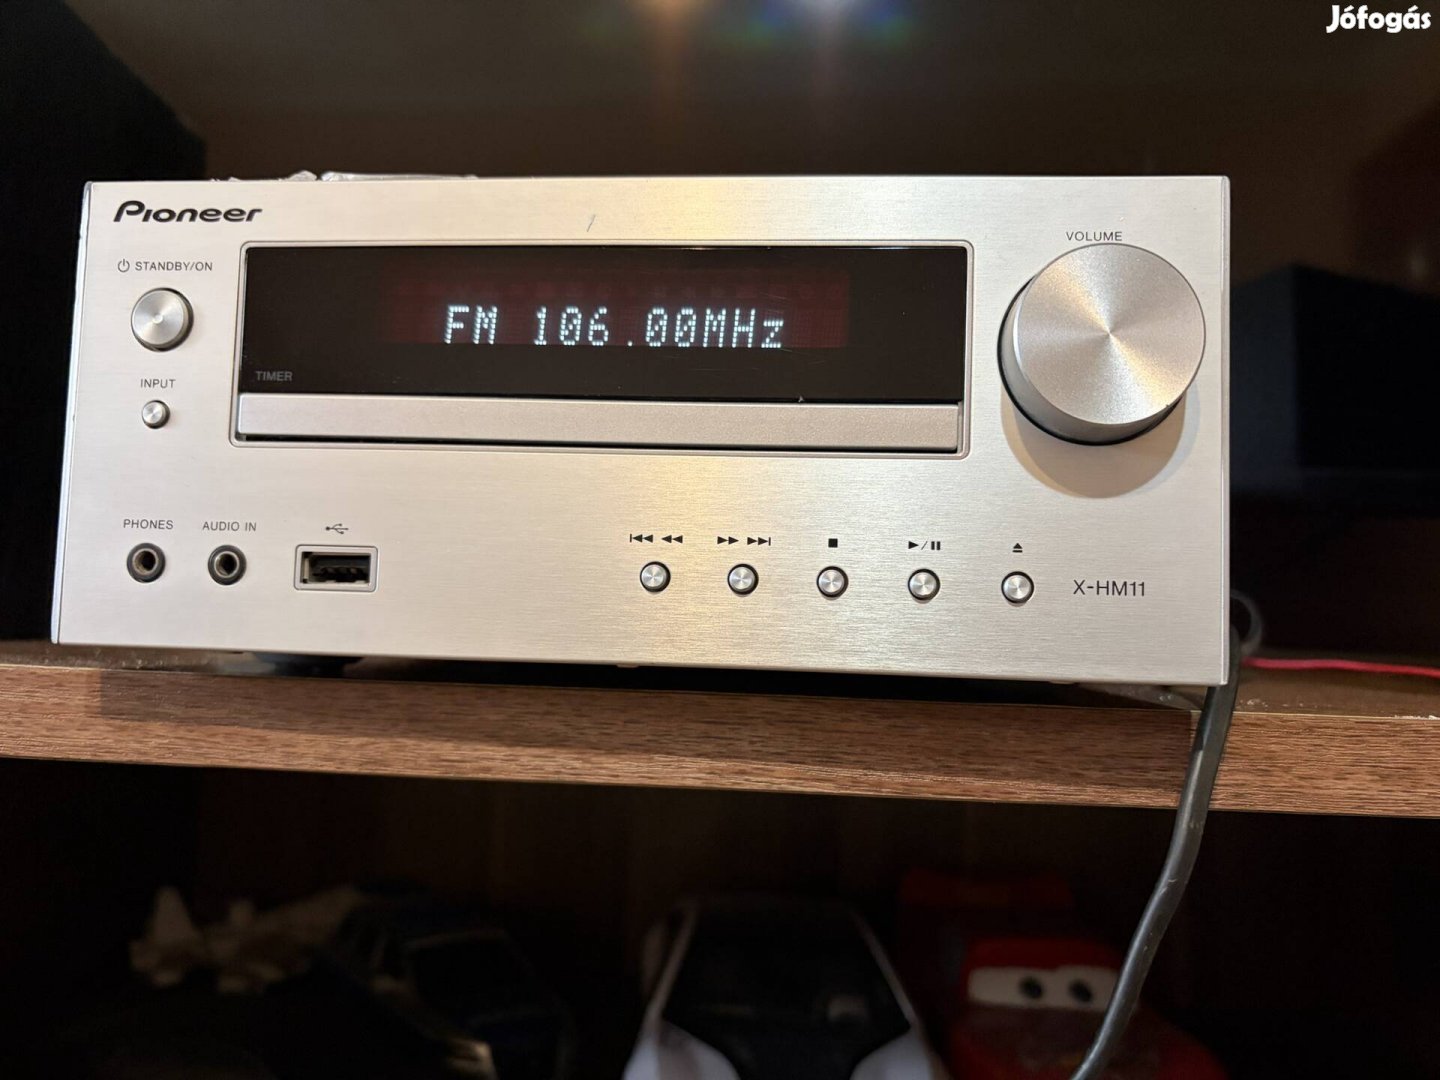 Jófogás
Pioneer
STANDBY/ON
VOLUME
FM 106.00MHz
TIMER
INPUT
PHONES
AUDIO IN
X-HM11